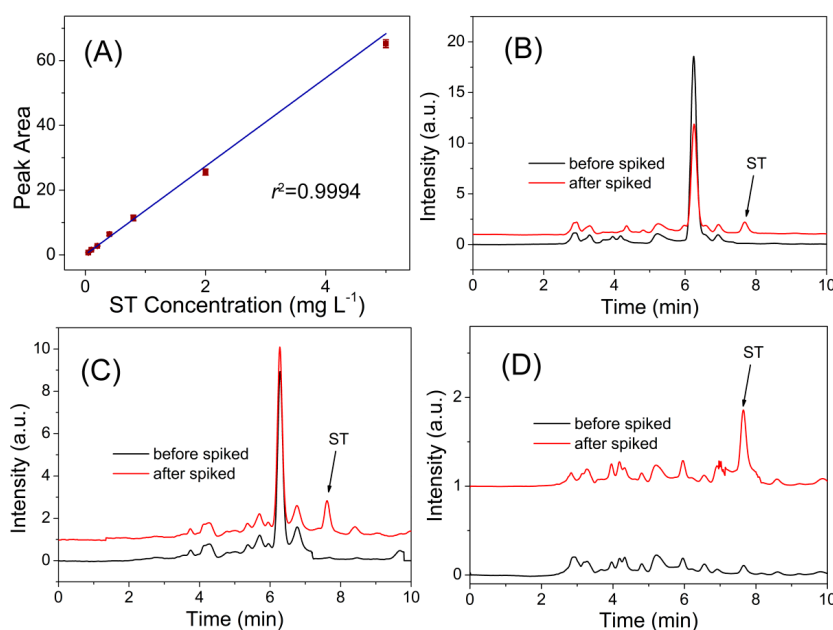 (A)
60
40
20
0
Peak Area
r²=0.9994
0
2
4
ST Concentration (mg L⁻¹)
(B)
20
15
10
5
0
Intensity (a.u.)
before spiked
after spiked
ST
0
2
4
6
8
10
Time (min)
(C)
10
8
6
4
2
0
Intensity (a.u.)
before spiked
after spiked
ST
0
2
4
6
8
10
Time (min)
(D)
2
1
0
Intensity (a.u.)
before spiked
after spiked
ST
0
2
4
6
8
10
Time (min)